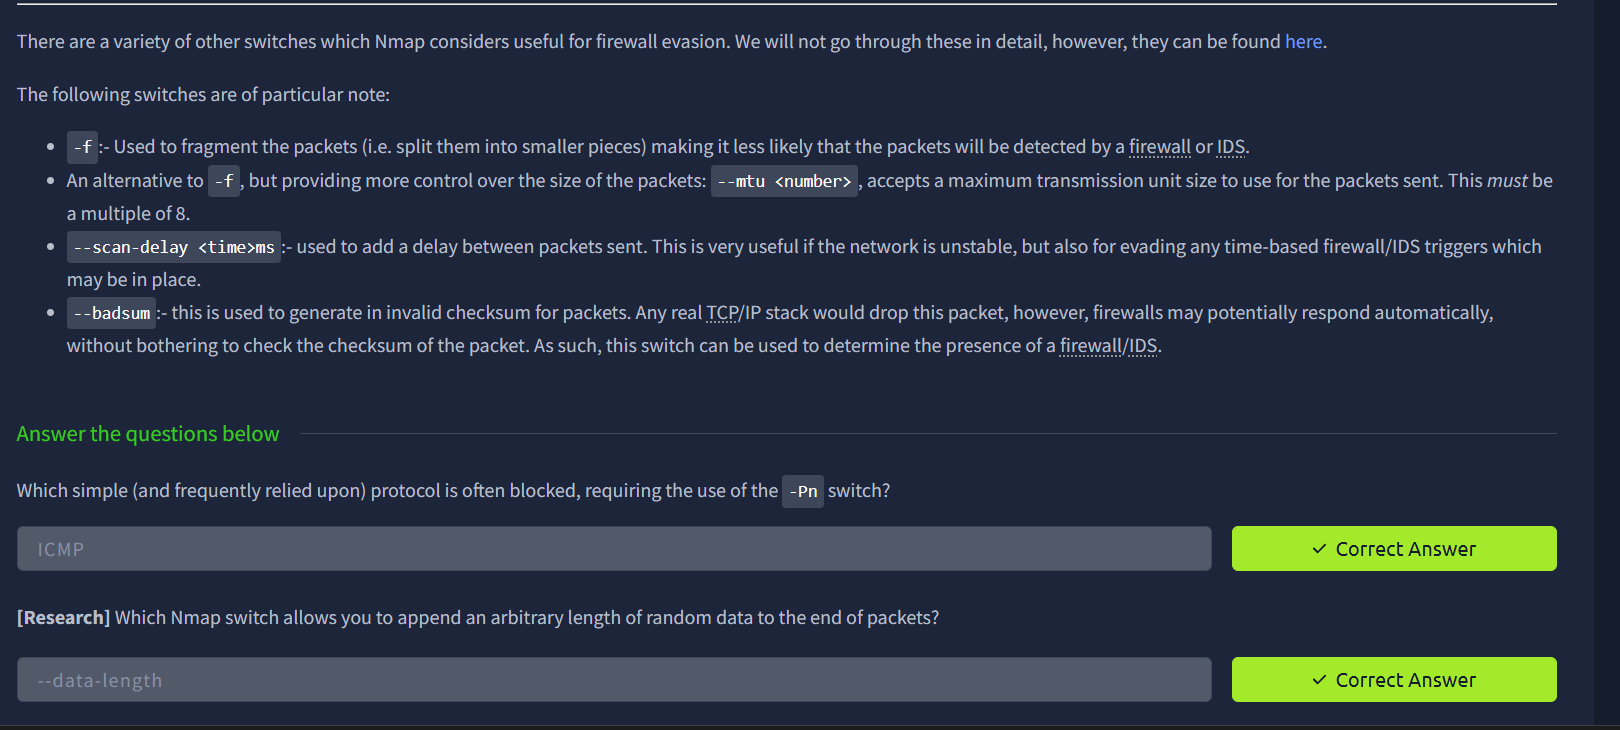 There are a variety of other switches which Nmap considers useful for firewall evasion. We will not go through these in detail, however, they can be found here.
The following switches are of particular note:
-f :- Used to fragment the packets (i.e. split them into smaller pieces) making it less likely that the packets will be detected by a firewall or IDS.
An alternative to -f , but providing more control over the size of the packets: --mtu <number> , accepts a maximum transmission unit size to use for the packets sent. This must be
a multiple of 8.
--scan-delay <time>ms :- used to add a delay between packets sent. This is very useful if the network is unstable, but also for evading any time-based firewall/IDS triggers which
may be in place.
--badsum :- this is used to generate in invalid checksum for packets. Any real TCP/IP stack would drop this packet, however, firewalls may potentially respond automatically,
without bothering to check the checksum of the packet. As such, this switch can be used to determine the presence of a firewall/IDS.
Answer the questions below
Which simple (and frequently relied upon) protocol is often blocked, requiring the use of the -Pn switch?
ICMP
✓ Correct Answer
[Research] Which Nmap switch allows you to append an arbitrary length of random data to the end of packets?
--data-length
✓ Correct Answer